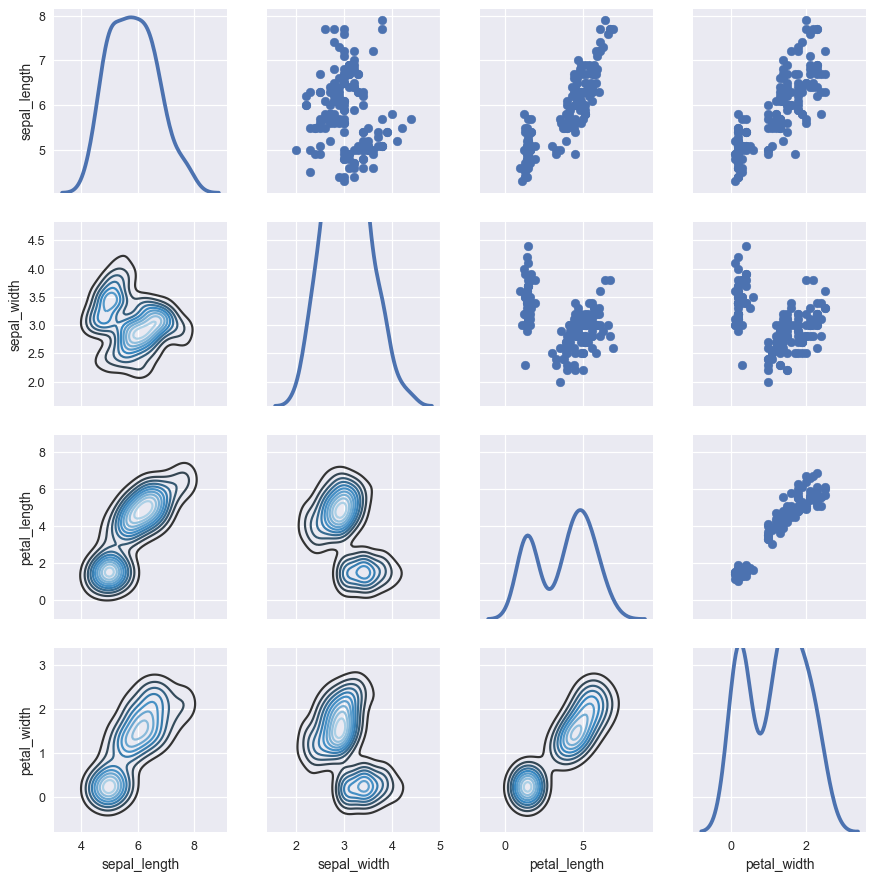 sepal_length
8
7
6
5
sepal_width
4.5
4.0
3.5
3.0
2.5
2.0
petal_length
8
6
4
2
0
petal_width
3
2
1
0
4 6 8
2 3 4 5
0 5
0 2
sepal_length
sepal_width
petal_length
petal_width